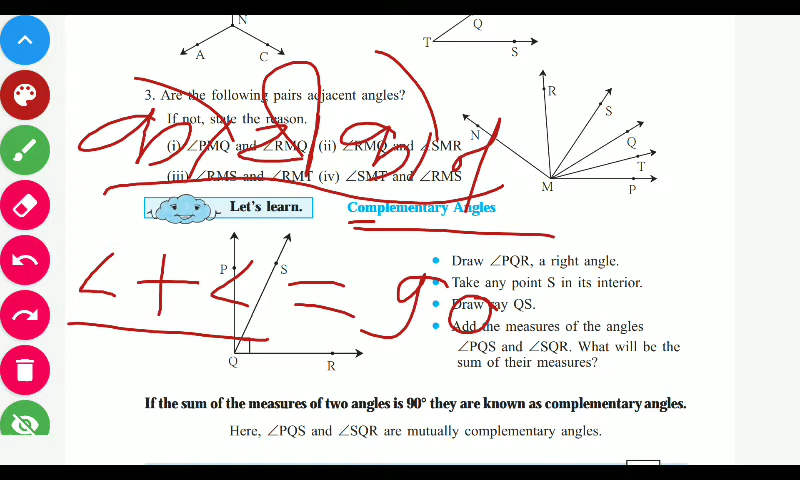 N
A
C
Q
T
S
3. Are the following pairs adjacent angles?
If not, state the reason.
(i) ∠PMQ and ∠RMQ (ii) ∠RMQ and ∠SMR
(iii) ∠RMS and ∠RMT (iv) ∠SMT and ∠RMS
R
S
N
Q
T
M
P
Let's learn.
Complementary Angles
P
S
Q
R
∠ + ∠ = 90
• Draw ∠PQR, a right angle.
• Take any point S in its interior.
• Draw ray QS.
• Add the measures of the angles
∠PQS and ∠SQR. What will be the
sum of their measures?
If the sum of the measures of two angles is 90° they are known as complementary angles.
Here, ∠PQS and ∠SQR are mutually complementary angles.